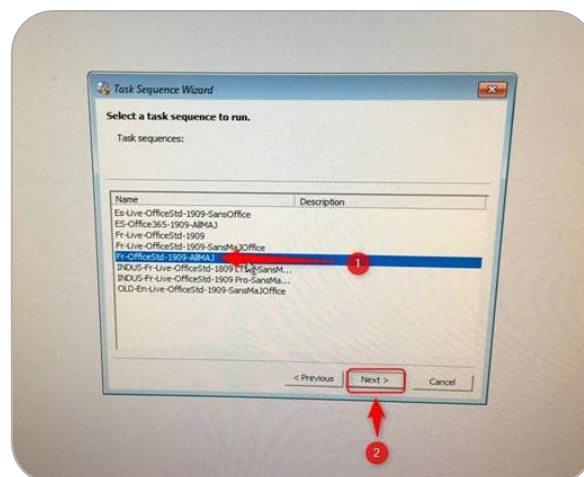 Task Sequence Wizard
Select a task sequence to run.
Task sequences:
Name Description
Es-Live-OfficeStd-1909-SansOffice
ES-Office365-1909-AllMAJ
Fr-Live-OfficeStd-1909
Fr-Live-OfficeStd-1909-SansMaJOffice
Fr-OfficeStd-1909-AllMAJ
1
INDUS-Fr-Live-OfficeStd-1809 LTSC-SansM...
INDUS-Fr-Live-OfficeStd-1909 Pro-SansMa...
OLD-En-Live-OfficeStd-1909-SansMaJOffice
< Previous Next > Cancel
2